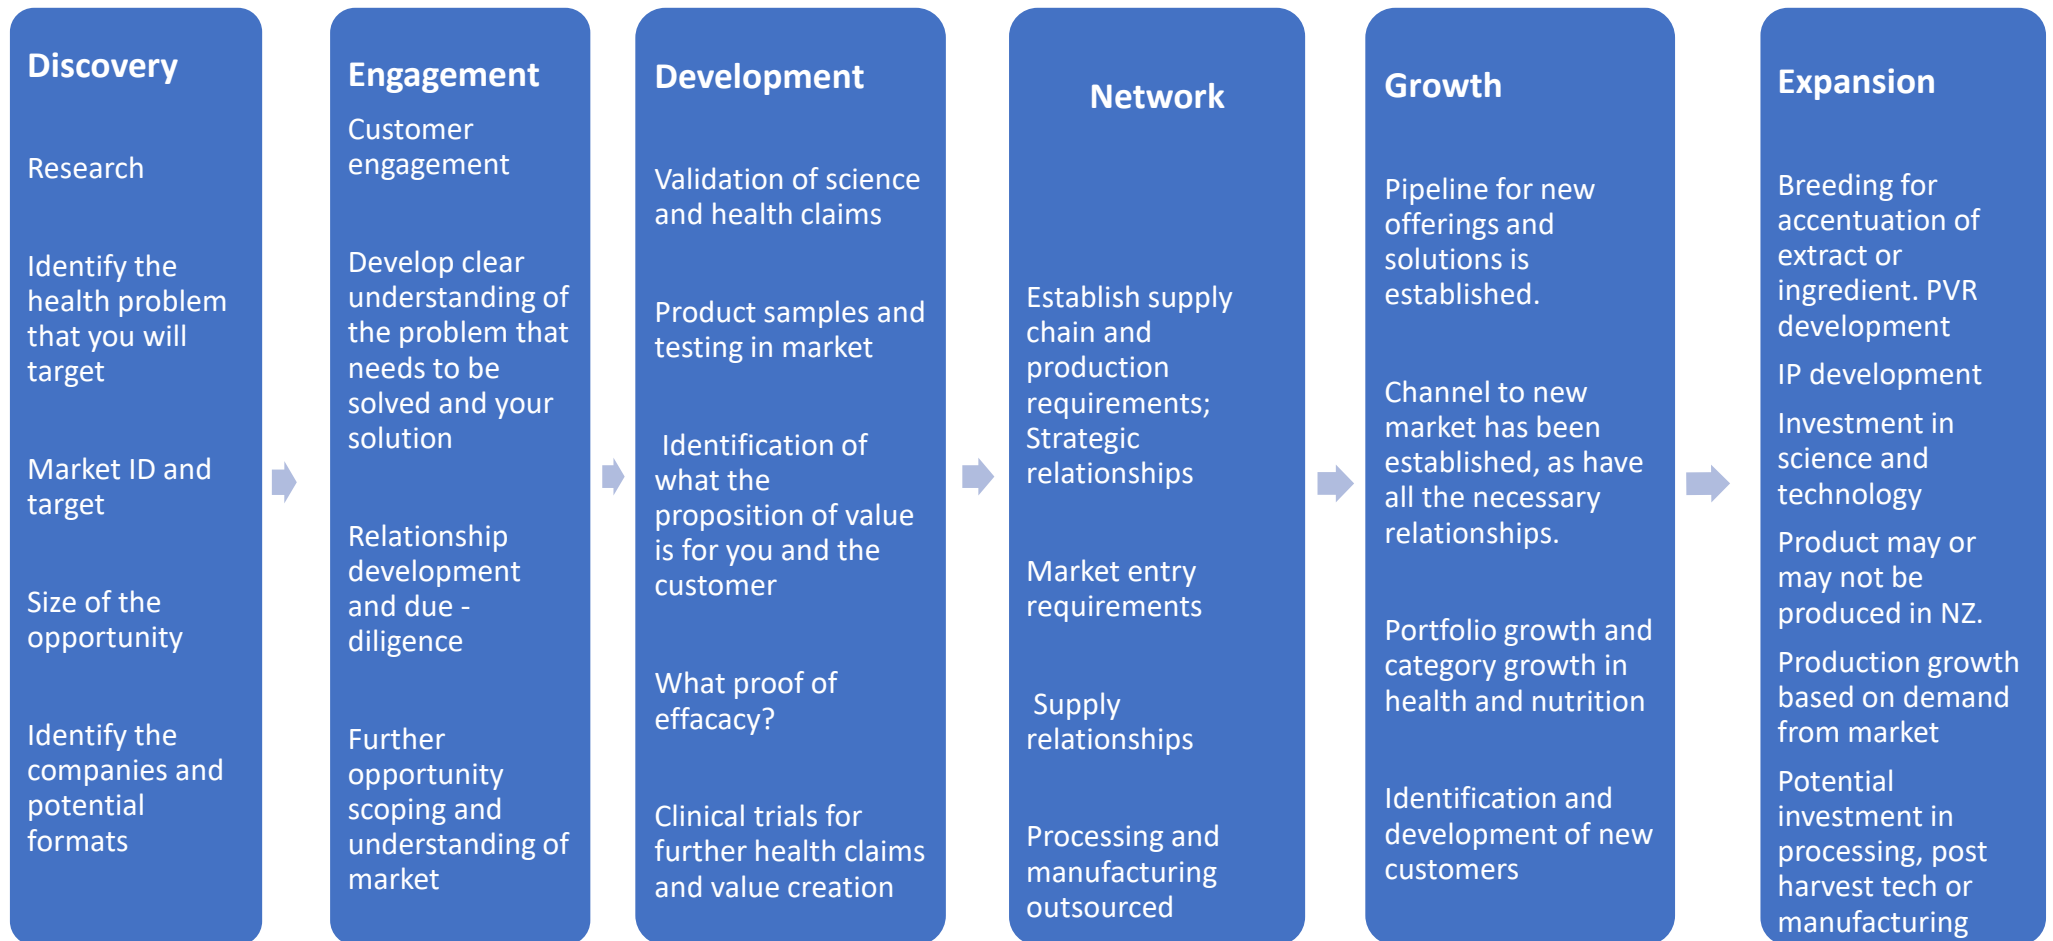 Discovery
Research
Identify the
health problem
that you will
target
Market ID and
target
Size of the
opportunity
Identify the
companies and
potential
formats
Engagement
Customer
engagement
Develop clear
understanding of
the problem that
needs to be
solved and your
solution
Relationship
development
and due -
diligence
Further
opportunity
scoping and
understanding of
market
Development
Validation of science
and health claims
Product samples and
testing in market
Identification of
what the
proposition of value
is for you and the
customer
What proof of
effacacy?
Clinical trials for
further health claims
and value creation
Network
Establish supply
chain and
production
requirements;
Strategic
relationships
Market entry
requirements
Supply
relationships
Processing and
manufacturing
outsourced
Growth
Pipeline for new
offerings and
solutions is
established.
Channel to new
market has been
established, as have
all the necessary
relationships.
Portfolio growth and
category growth in
health and nutrition
Identification and
development of new
customers
Expansion
Breeding for
accentuation of
extract or
ingredient. PVR
development
IP development
Investment in
science and
technology
Product may or
may not be
produced in NZ.
Production growth
based on demand
from market
Potential
investment in
processing, post
harvest tech or
manufacturing